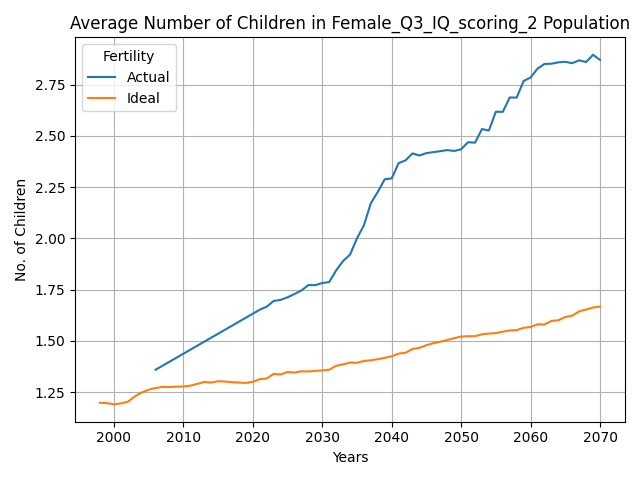 Average Number of Children in Female_Q3_IQ_scoring_2 Population
Fertility
Actual
Ideal
No. of Children
2.75
2.50
2.25
2.00
1.75
1.50
1.25
2000 2010 2020 2030 2040 2050 2060 2070
Years